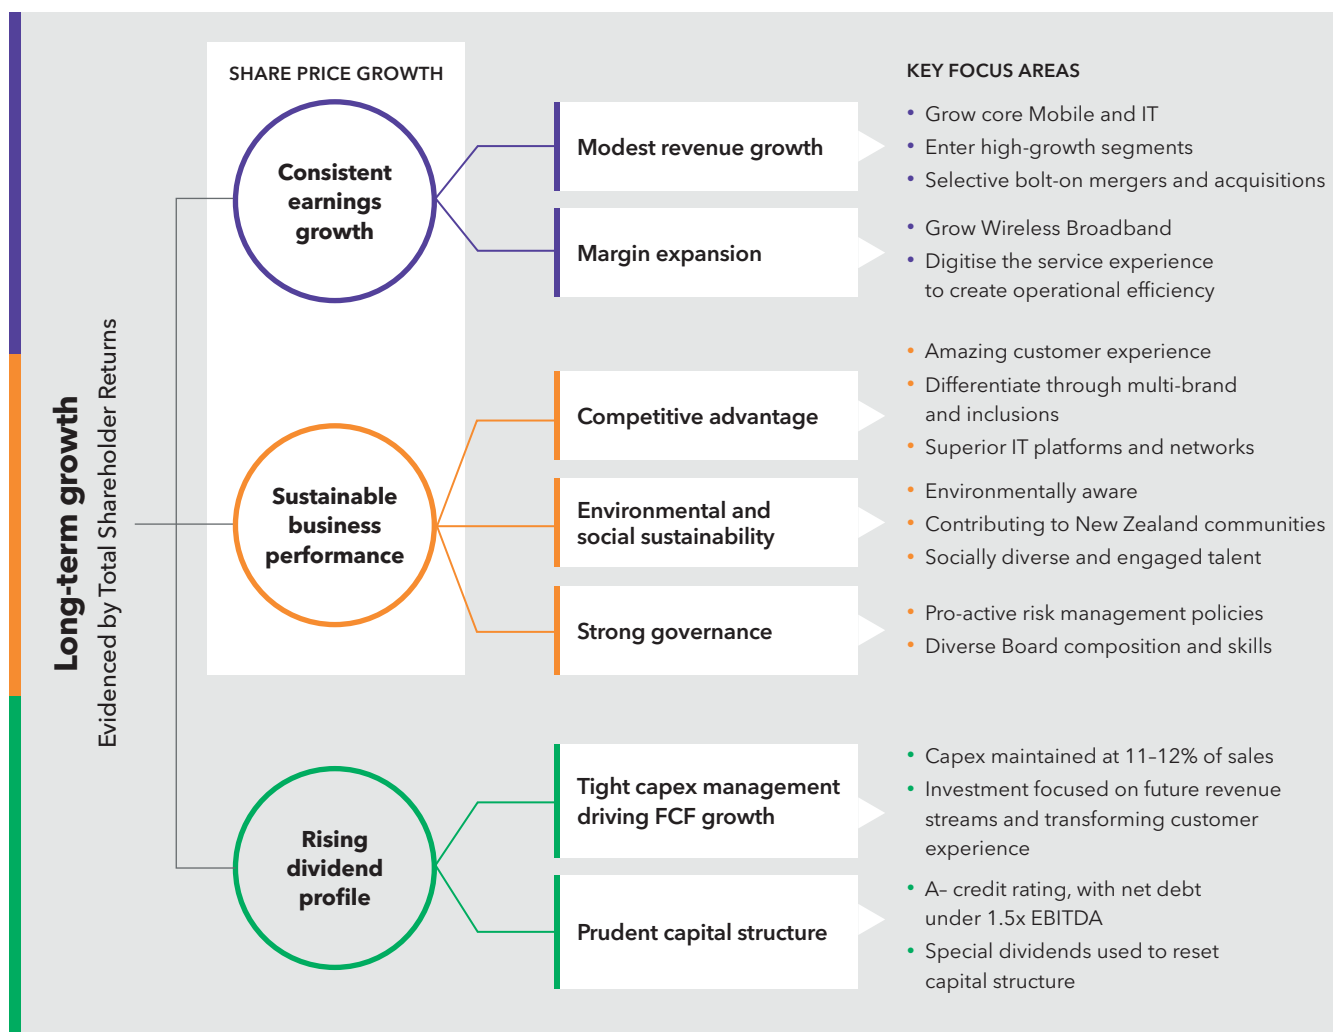 Long-term growth
Evidenced by Total Shareholder Returns
SHARE PRICE GROWTH
Consistent
earnings
growth
Modest revenue growth
Margin expansion
KEY FOCUS AREAS
• Grow core Mobile and IT
• Enter high-growth segments
• Selective bolt-on mergers and acquisitions
• Grow Wireless Broadband
• Digitise the service experience
to create operational efficiency
Sustainable
business
performance
Competitive advantage
• Amazing customer experience
• Differentiate through multi-brand
and inclusions
• Superior IT platforms and networks
Environmental and
social sustainability
• Environmentally aware
• Contributing to New Zealand communities
• Socially diverse and engaged talent
Strong governance
• Pro-active risk management policies
• Diverse Board composition and skills
Rising
dividend
profile
Tight capex management
driving FCF growth
• Capex maintained at 11–12% of sales
• Investment focused on future revenue
streams and transforming customer
experience
Prudent capital structure
• A– credit rating, with net debt
under 1.5x EBITDA
• Special dividends used to reset
capital structure